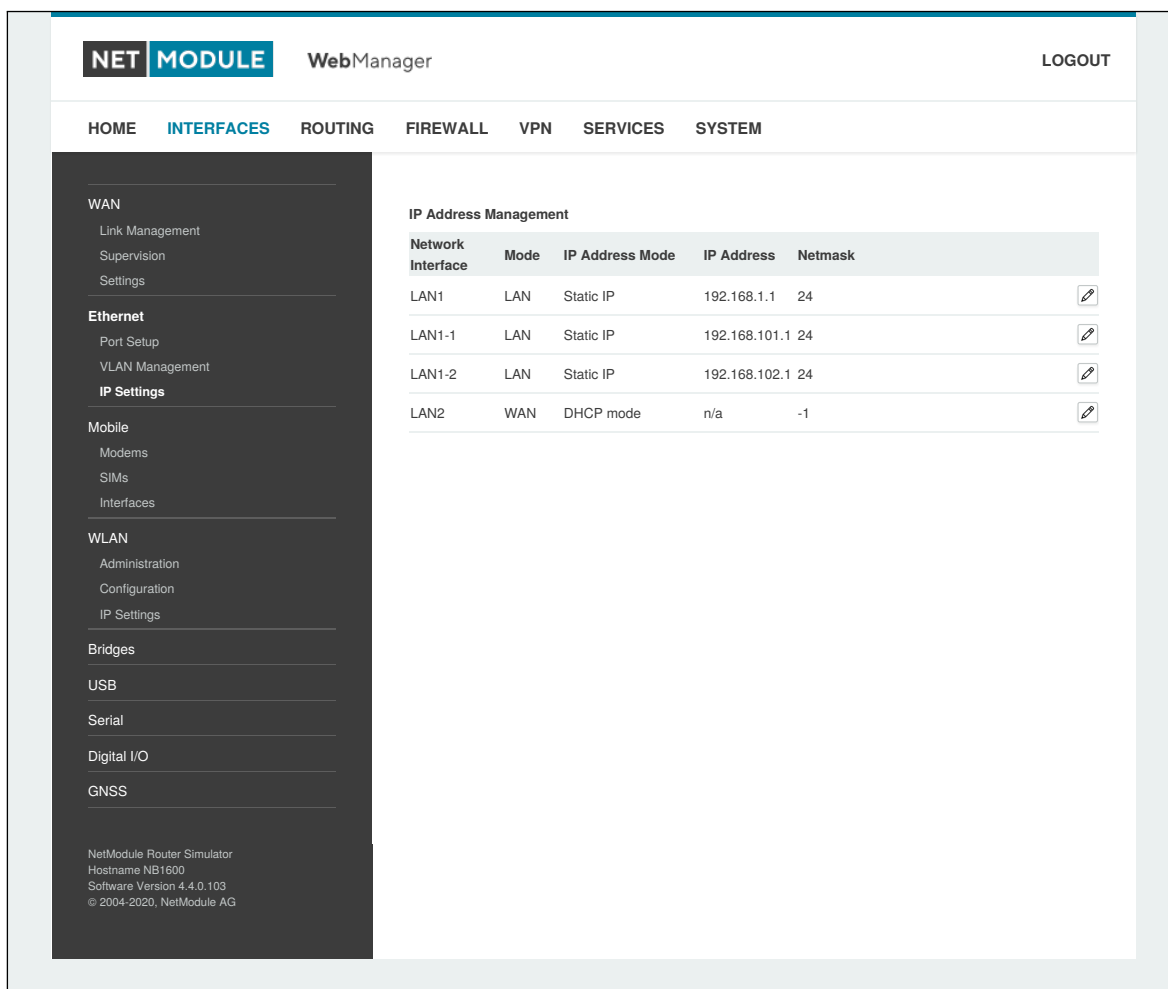 NET MODULE WebManager LOGOUT
HOME INTERFACES ROUTING FIREWALL VPN SERVICES SYSTEM
WAN
Link Management
Supervision
Settings
Ethernet
Port Setup
VLAN Management
IP Settings
Mobile
Modems
SIMs
Interfaces
WLAN
Administration
Configuration
IP Settings
Bridges
USB
Serial
Digital I/O
GNSS
NetModule Router Simulator
Hostname NB1600
Software Version 4.4.0.103
© 2004-2020, NetModule AG
IP Address Management
Network Interface Mode IP Address Mode IP Address Netmask
LAN1 LAN Static IP 192.168.1.1 24
LAN1-1 LAN Static IP 192.168.101.1 24
LAN1-2 LAN Static IP 192.168.102.1 24
LAN2 WAN DHCP mode n/a -1